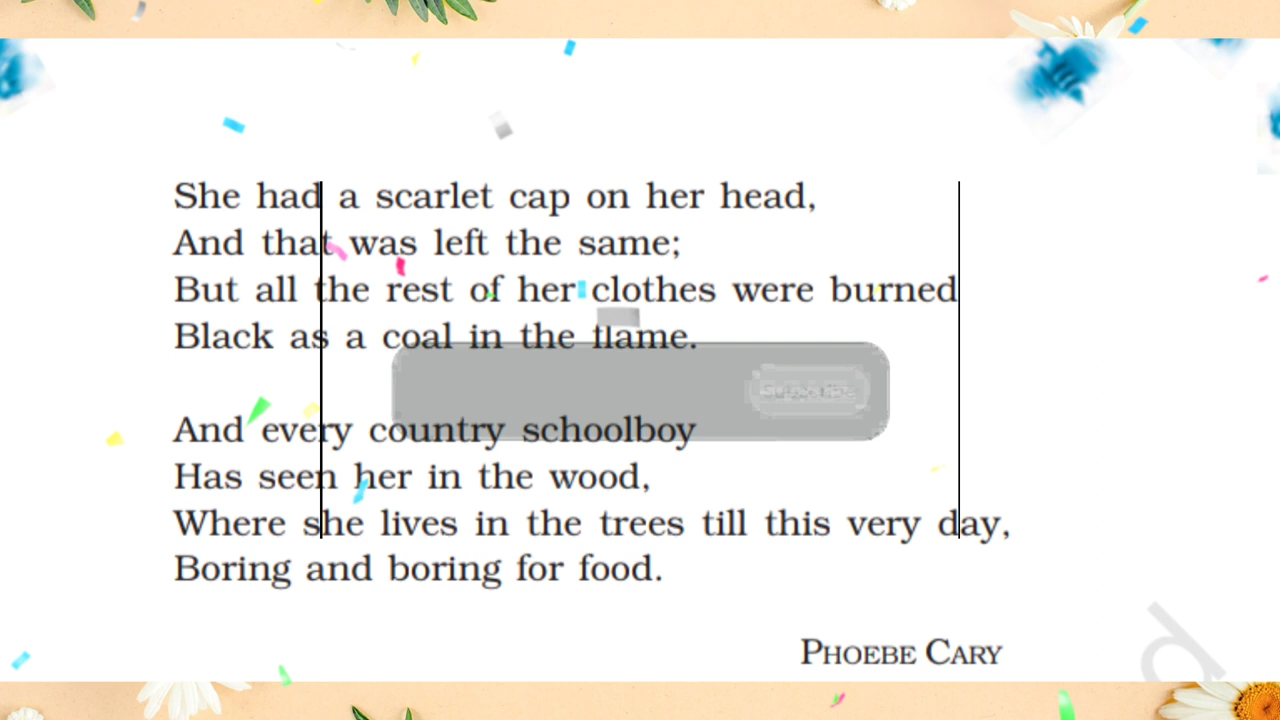 She had a scarlet cap on her head,
And that was left the same;
But all the rest of her clothes were burned
Black as a coal in the flame.
And every country schoolboy
Has seen her in the wood,
Where she lives in the trees till this very day,
Boring and boring for food.
PHOEBE CARY
d